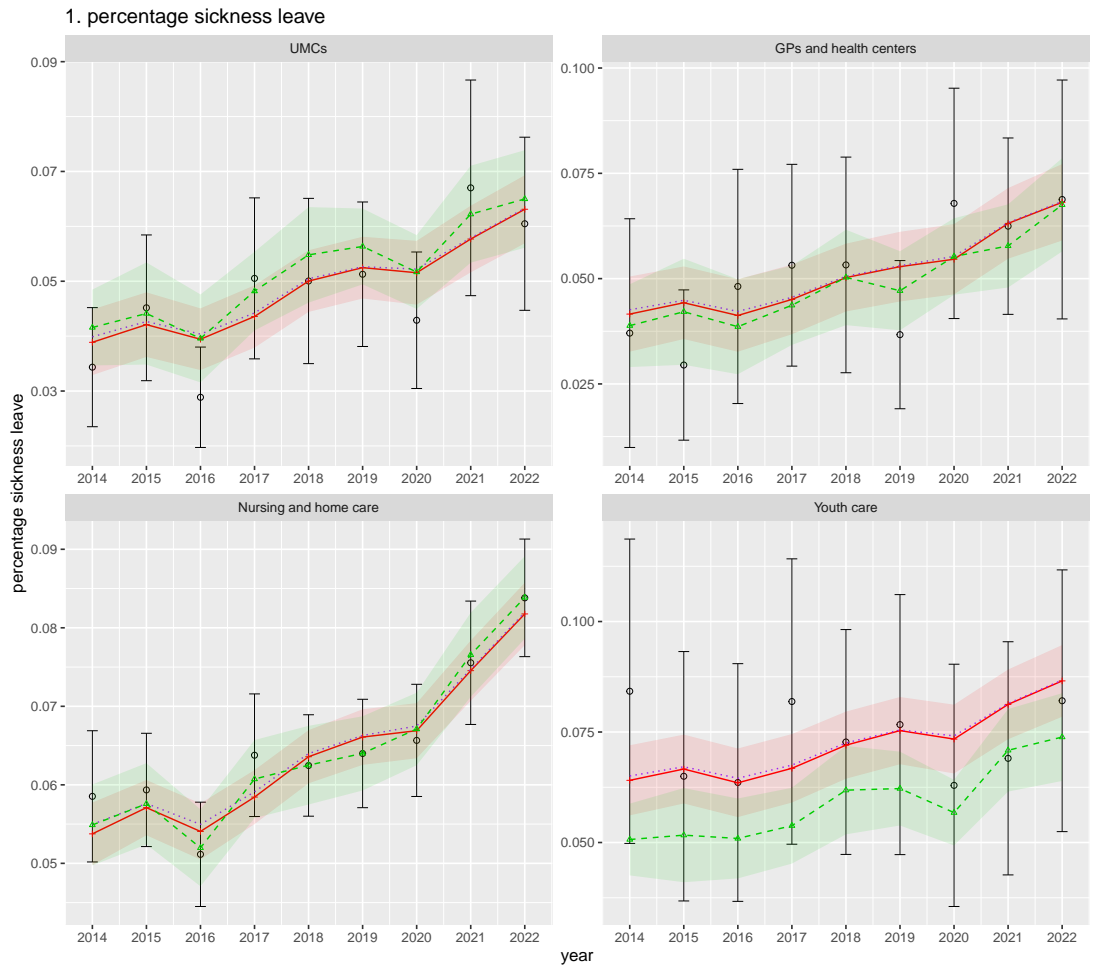 1. percentage sickness leave
UMCs
GPs and health centers
0.09
0.07
0.05
0.03
0.100
0.075
0.050
0.025
2014 2015 2016 2017 2018 2019 2020 2021 2022
2014 2015 2016 2017 2018 2019 2020 2021 2022
Nursing and home care
Youth care
percentage sickness leave
0.09
0.08
0.07
0.06
0.05
0.100
0.075
0.050
2014 2015 2016 2017 2018 2019 2020 2021 2022
2014 2015 2016 2017 2018 2019 2020 2021 2022
year